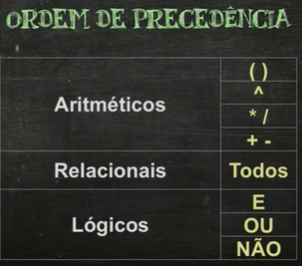 ORDEM DE PRECEDÊNCIA
Aritméticos
( )
^
* /
+ -
Relacionais
Todos
Lógicos
E
OU
NÃO